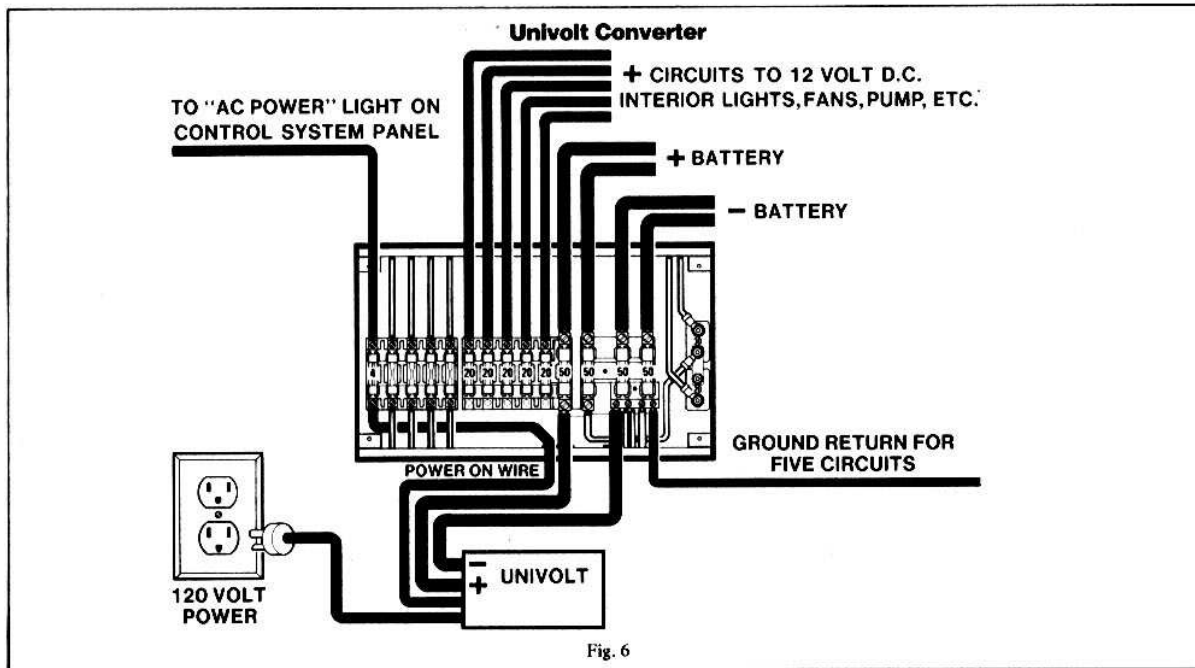 Univolt Converter
+ CIRCUITS TO 12 VOLT D.C.
INTERIOR LIGHTS, FANS, PUMP, ETC.
TO "AC POWER" LIGHT ON
CONTROL SYSTEM PANEL
+ BATTERY
− BATTERY
4 20 20 20 20 20 50 50 50 50
GROUND RETURN FOR
FIVE CIRCUITS
POWER ON WIRE
− 
+ UNIVOLT
120 VOLT
POWER
Fig. 6